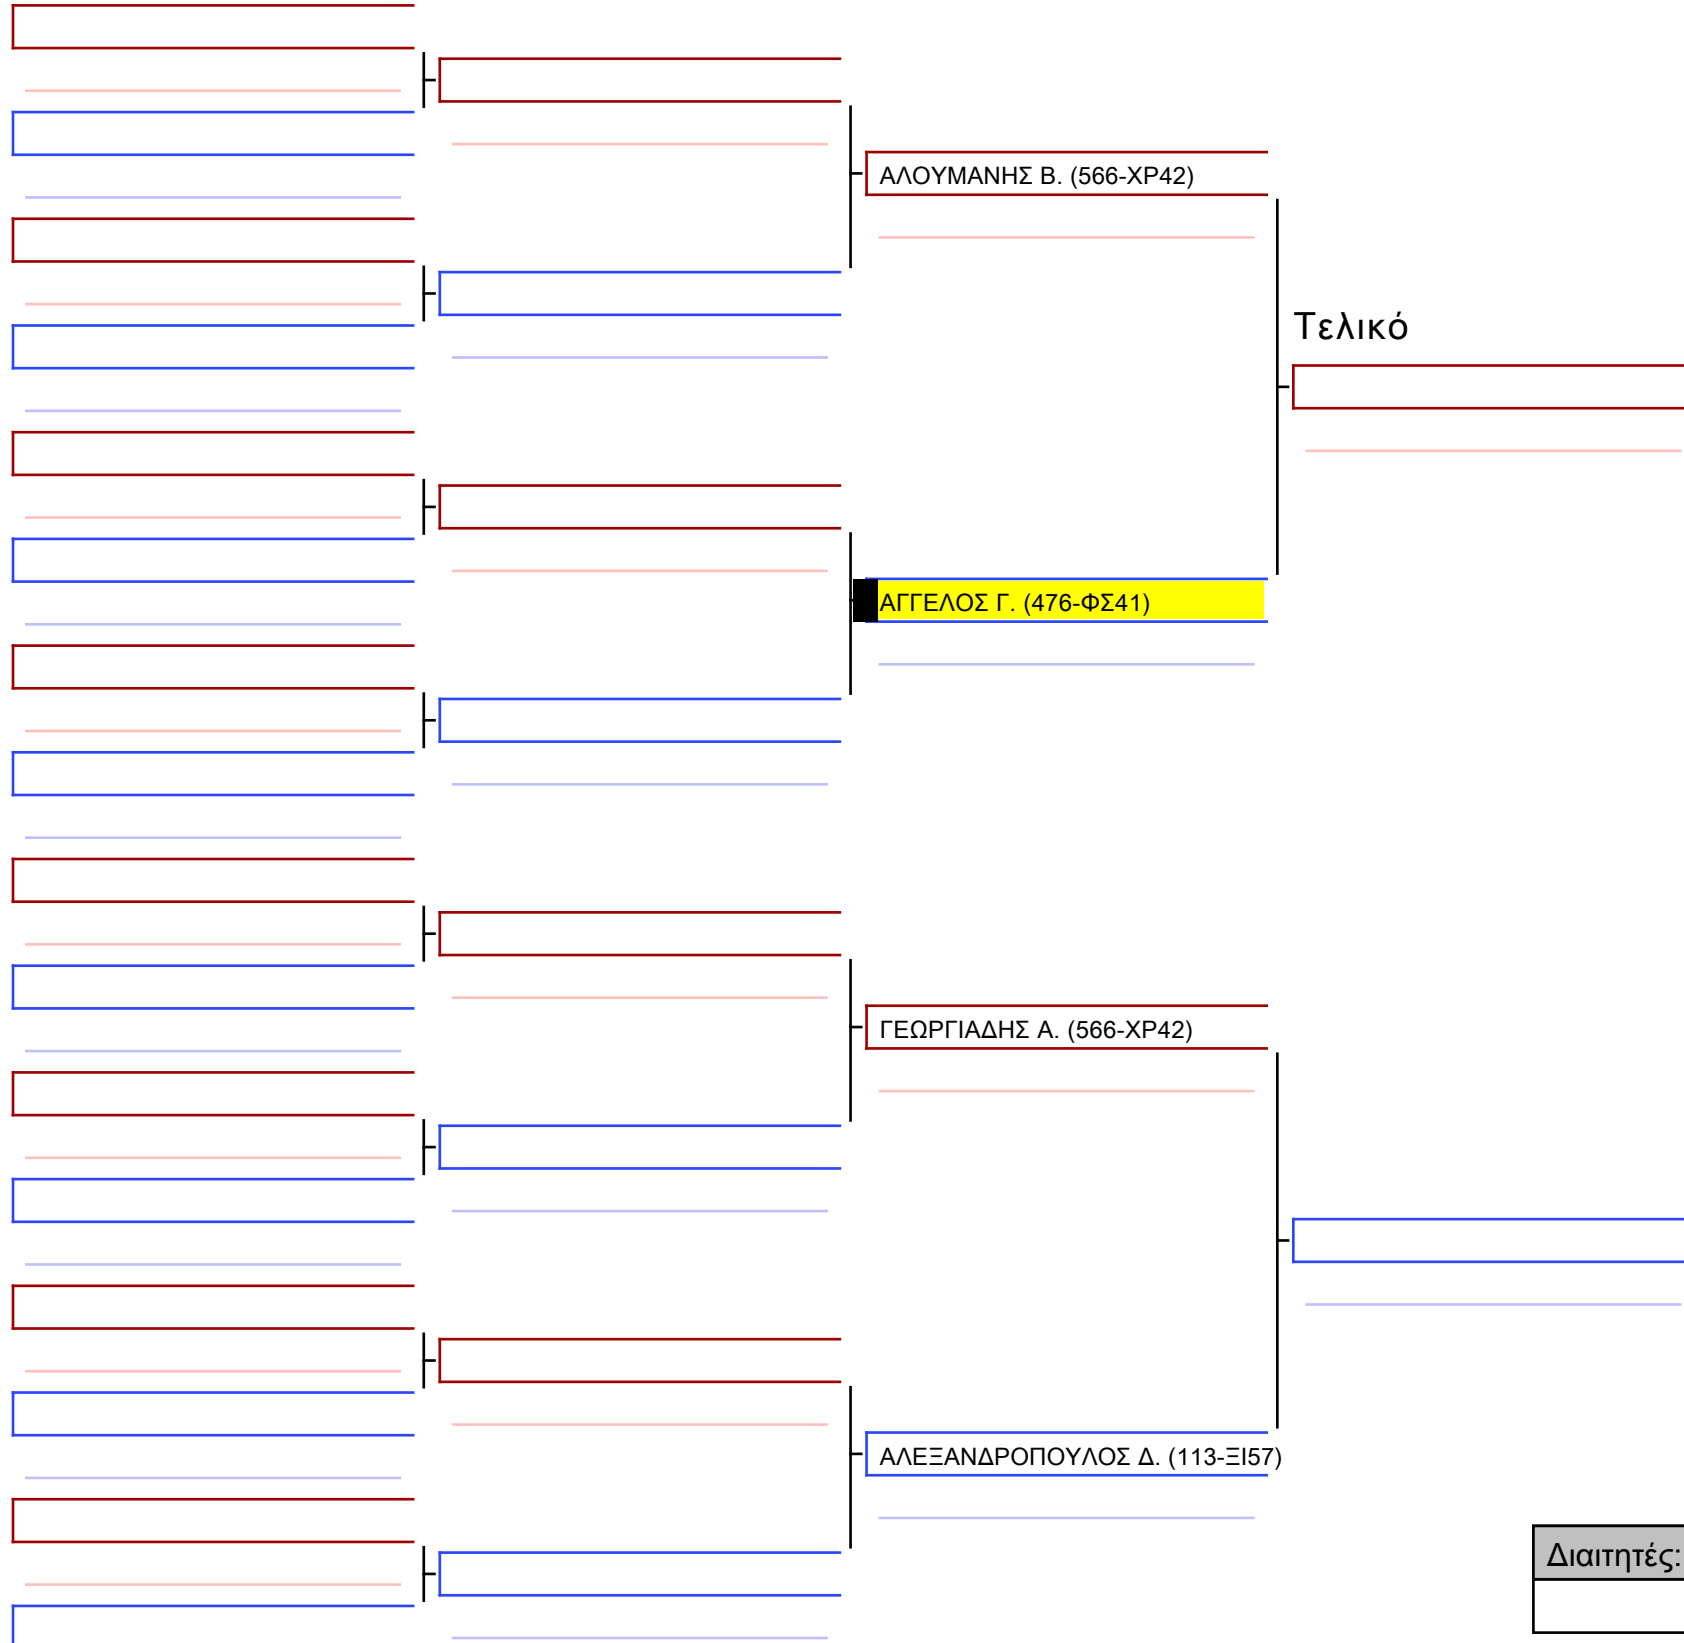 ΑΛΟΥΜΑΝΗΣ Β. (566-ΧΡ42)
Τελικό
ΑΓΓΕΛΟΣ Γ. (476-ΦΣ41)
ΓΕΩΡΓΙΑΔΗΣ Α. (566-ΧΡ42)
ΑΛΕΞΑΝΔΡΟΠΟΥΛΟΣ Δ. (113-ΞΙ57)
Διαιτητές: